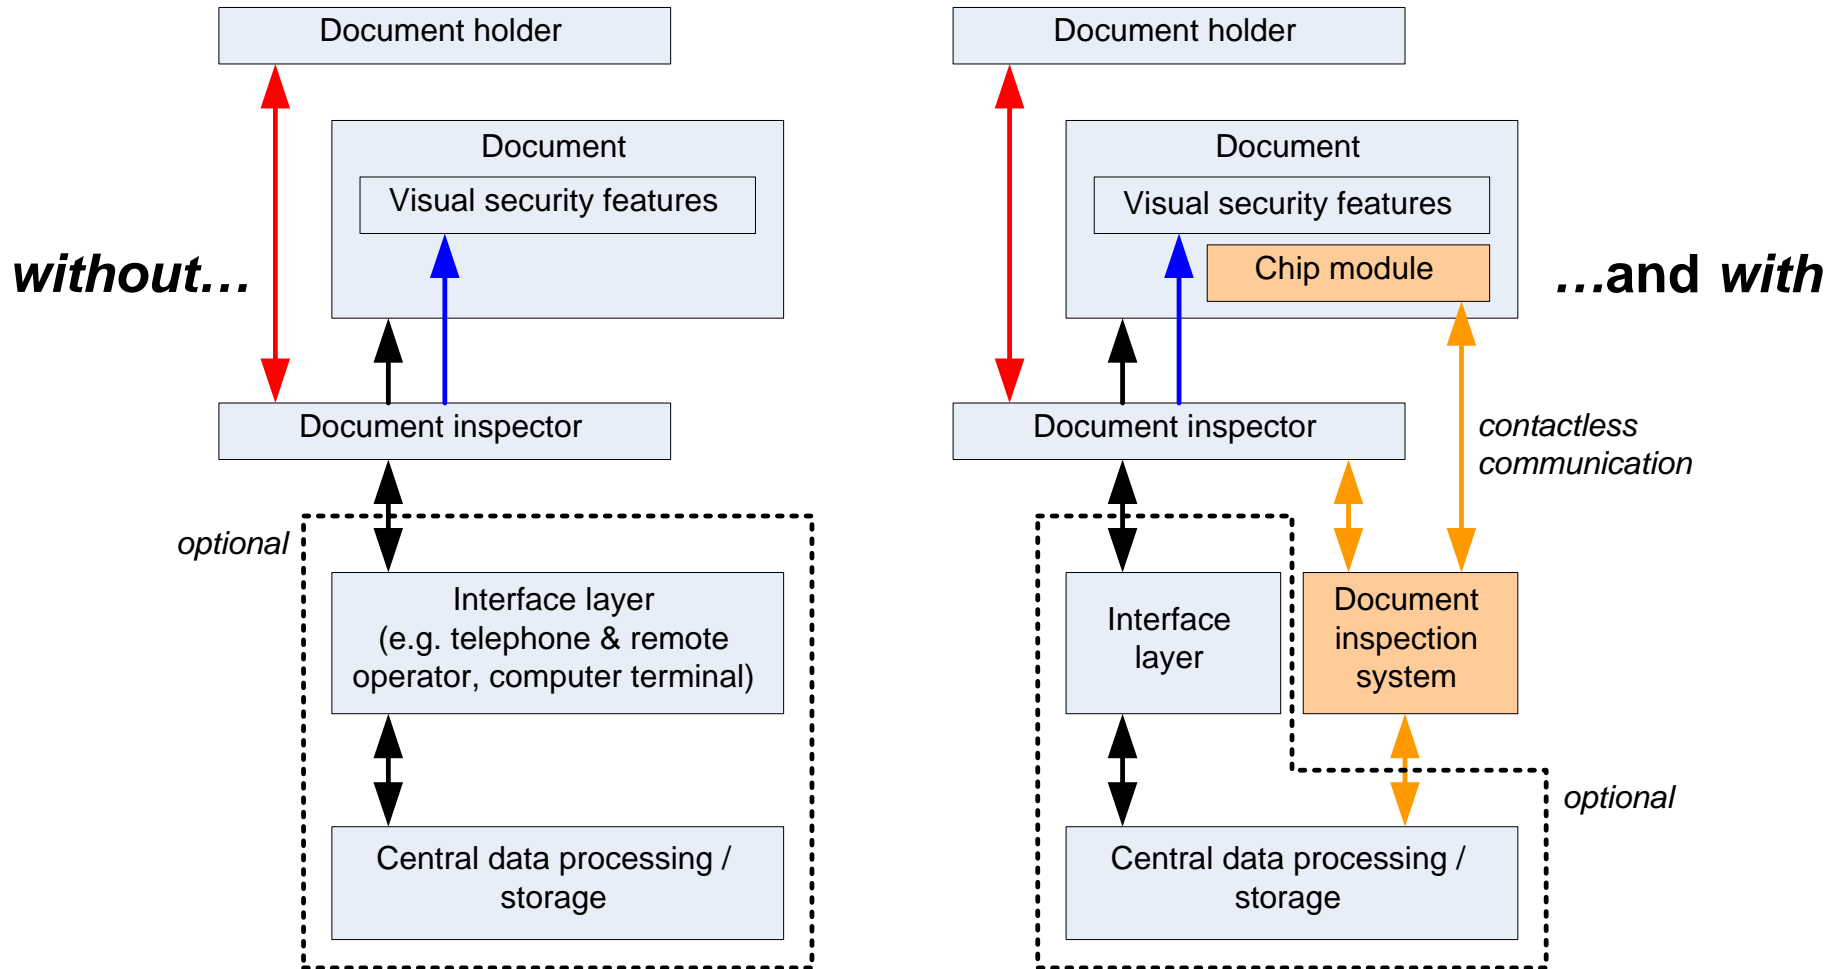 Document holder
Document
Visual security features
without…
Document inspector
optional
Interface layer
(e.g. telephone & remote
operator, computer terminal)
Central data processing /
storage
Document holder
Document
Visual security features
Chip module
…and with
Document inspector
contactless
communication
Interface
layer
Document
inspection
system
optional
Central data processing /
storage